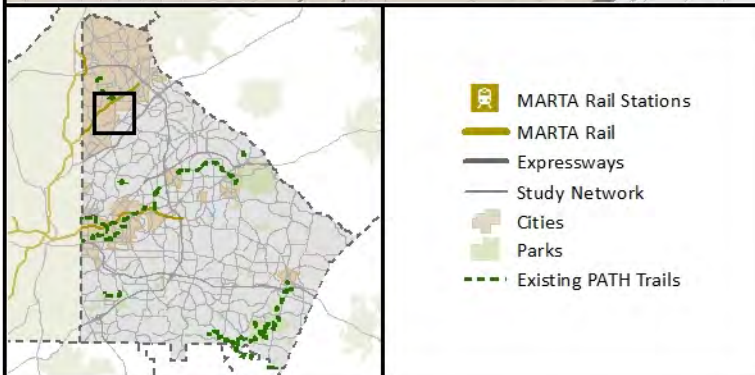 MARTA Rail Stations
MARTA Rail
Expressways
Study Network
Cities
Parks
Existing PATH Trails